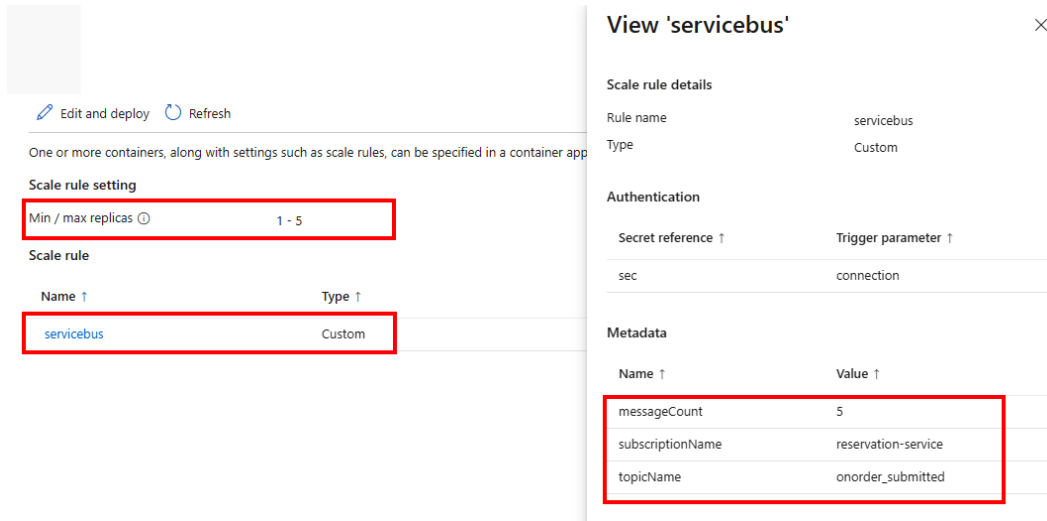 Edit and deploy Refresh
One or more containers, along with settings such as scale rules, can be specified in a container app
Scale rule setting
Min / max replicas 1 - 5
Scale rule
Name ↑ Type ↑
servicebus Custom
View 'servicebus'
Scale rule details
Rule name servicebus
Type Custom
Authentication
Secret reference ↑ Trigger parameter ↑
sec connection
Metadata
Name ↑ Value ↑
messageCount 5
subscriptionName reservation-service
topicName onorder_submitted